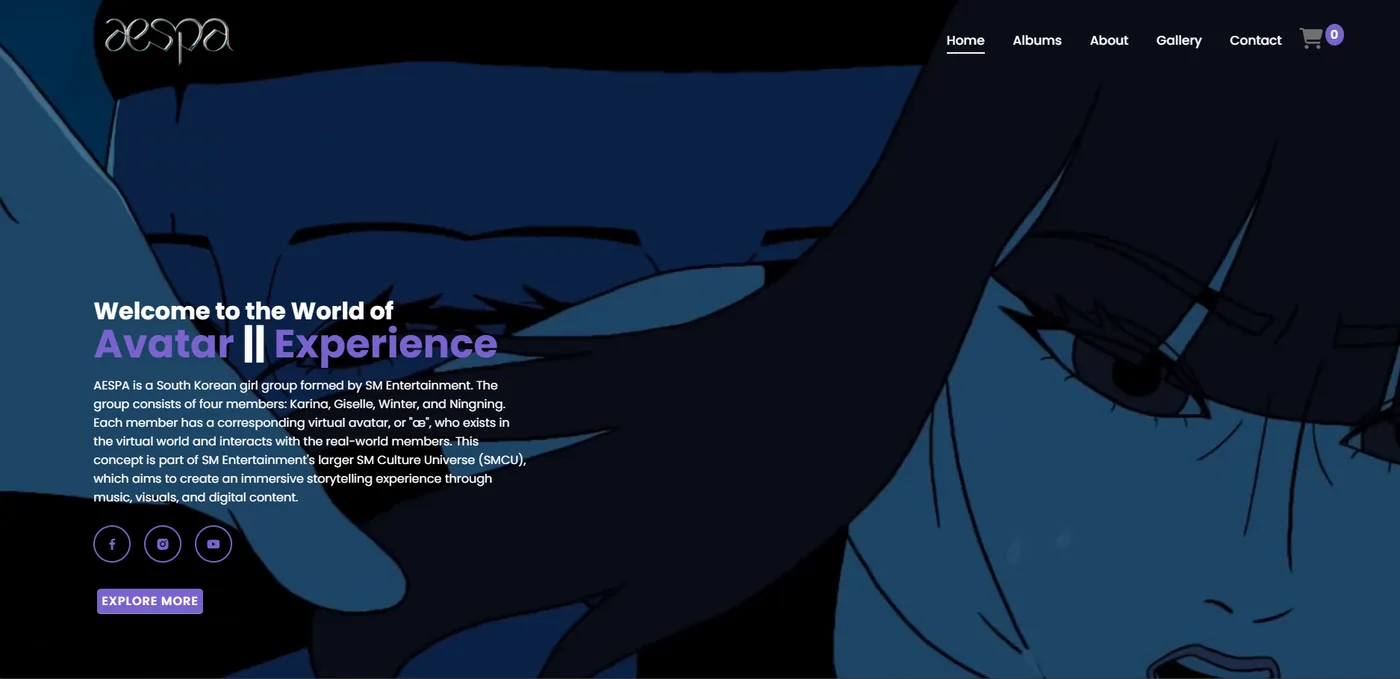 aespa
Home Albums About Gallery Contact 0
Welcome to the World of
Avatar || Experience
AESPA is a South Korean girl group formed by SM Entertainment. The
group consists of four members: Karina, Giselle, Winter, and Ningning.
Each member has a corresponding virtual avatar, or "æ", who exists in
the virtual world and interacts with the real-world members. This
concept is part of SM Entertainment's larger SM Culture Universe (SMCU),
which aims to create an immersive storytelling experience through
music, visuals, and digital content.
EXPLORE MORE